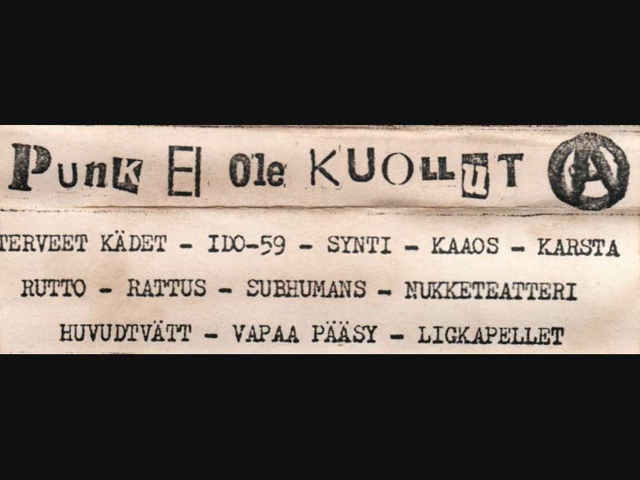 PUNK EI Ole KUOLLUT Ⓐ
TERVEET KÄDET - IDO-59 - SYNTI - KAAOS - KARSTA
RUTTO - RATTUS - SUBHUMANS - NUKKETEATTERI
HUVUDTVÄTT - VAPAA PÄÄSY - LIGKAPELLET